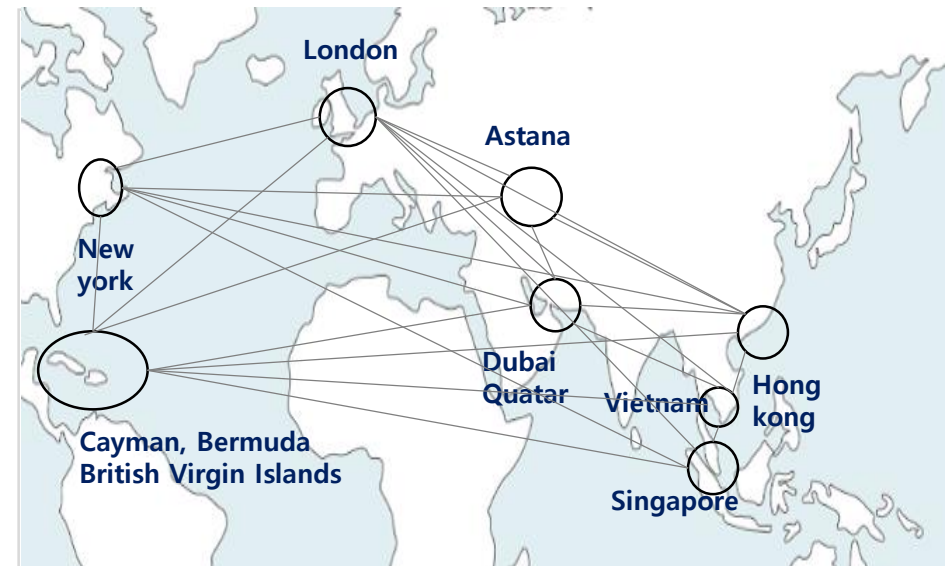 London
Astana
New
york
Dubai
Quatar
Vietnam
Hong
kong
Cayman, Bermuda
British Virgin Islands
Singapore